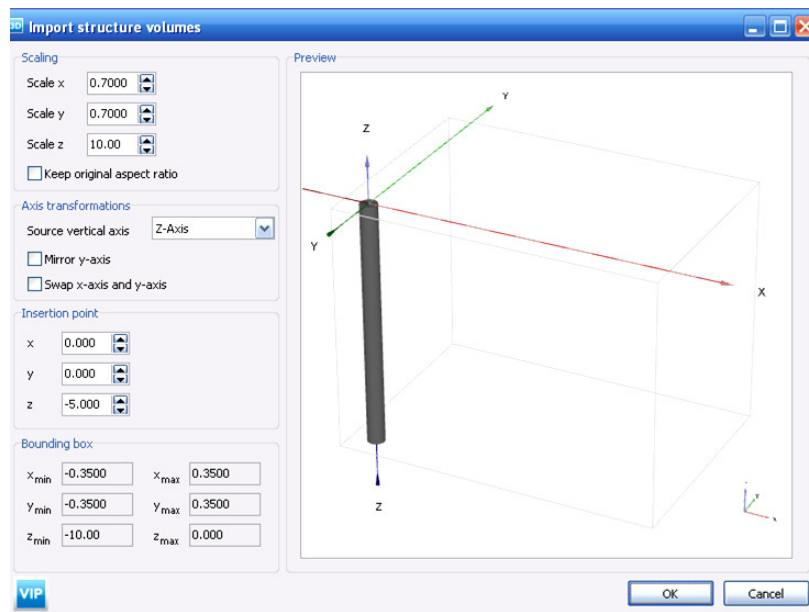 3D Import structure volumes
Scaling
Scale x 0.7000
Scale y 0.7000
Scale z 10.00
Keep original aspect ratio
Axis transformations
Source vertical axis Z-Axis
Mirror y-axis
Swap x-axis and y-axis
Insertion point
x 0.000
y 0.000
z -5.000
Bounding box
xmin -0.3500 xmax 0.3500
ymin -0.3500 ymax 0.3500
zmin -10.00 zmax 0.000
Preview
Y
Z
Y
X
Z
Y
X
VIP
OK Cancel